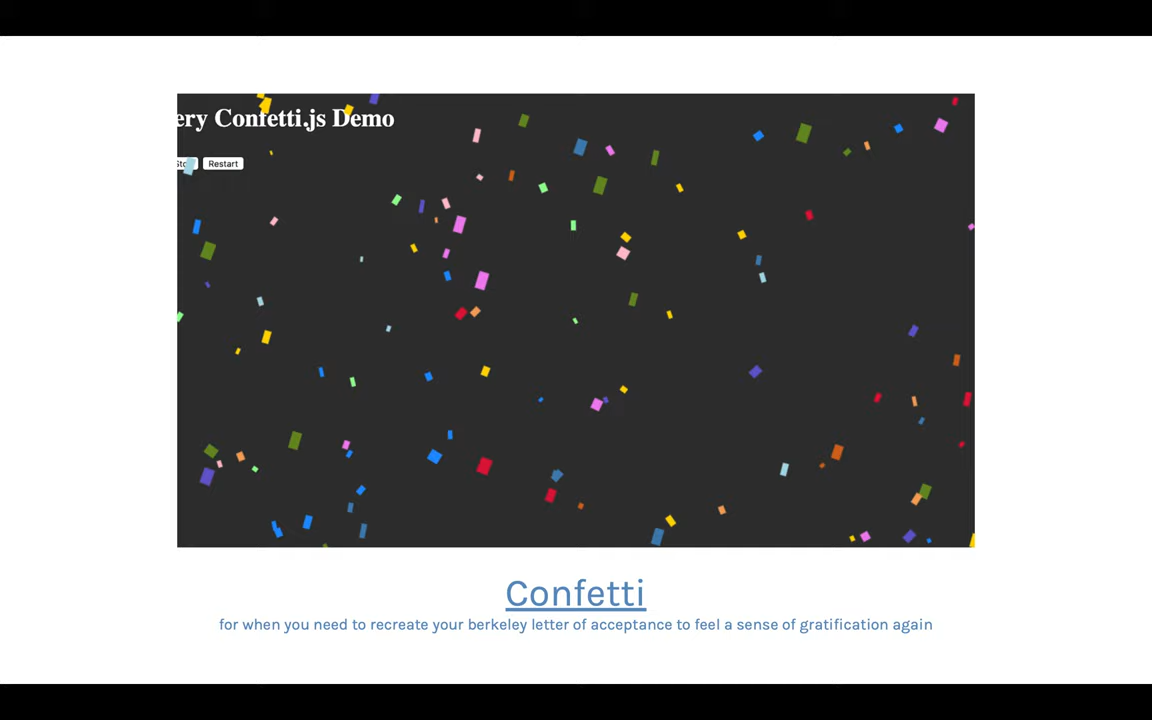 ery Confetti.js Demo
Restart
Confetti
for when you need to recreate your berkeley letter of acceptance to feel a sense of gratification again